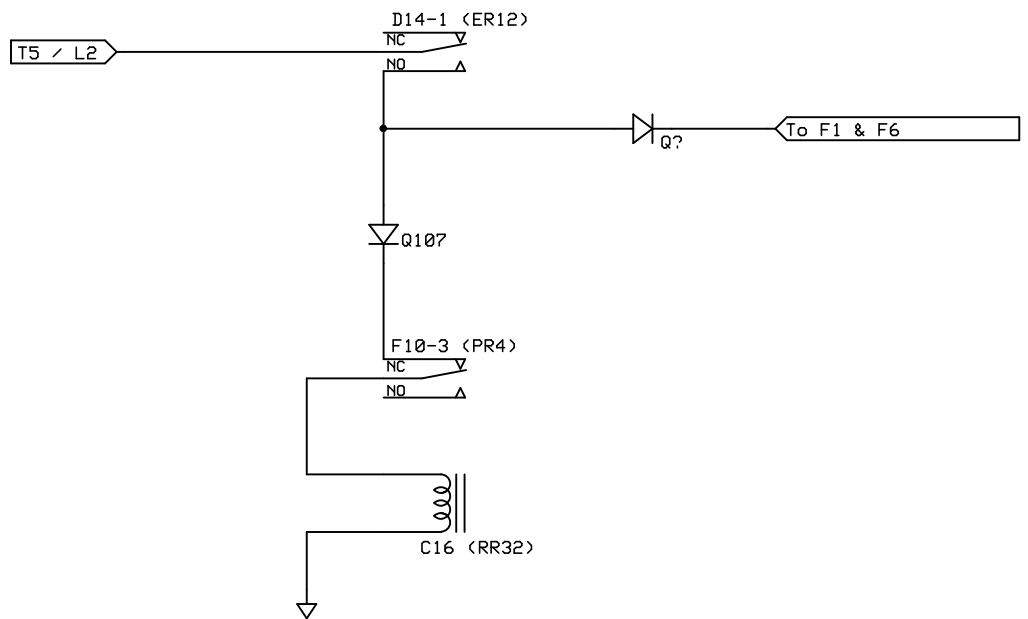 D14-1 (ER12)
NC
T5 / L2
NO
To F1 & F6
Q?
Q107
F10-3 (PR4)
NC
NO
C16 (RR32)